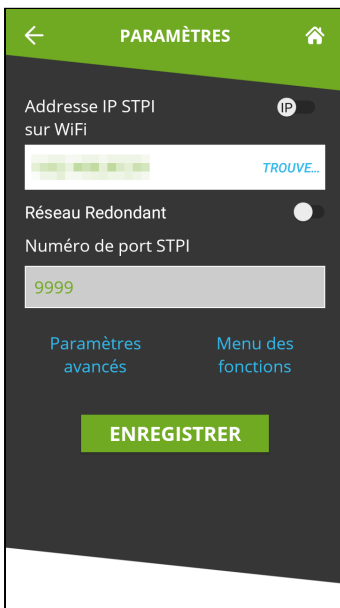 PARAMÈTRES
Addresse IP STPI
IP
sur WiFi
TROUVE...
Réseau Redondant
Numéro de port STPI
9999
Paramètres
avancés
Menu des
fonctions
ENREGISTRER